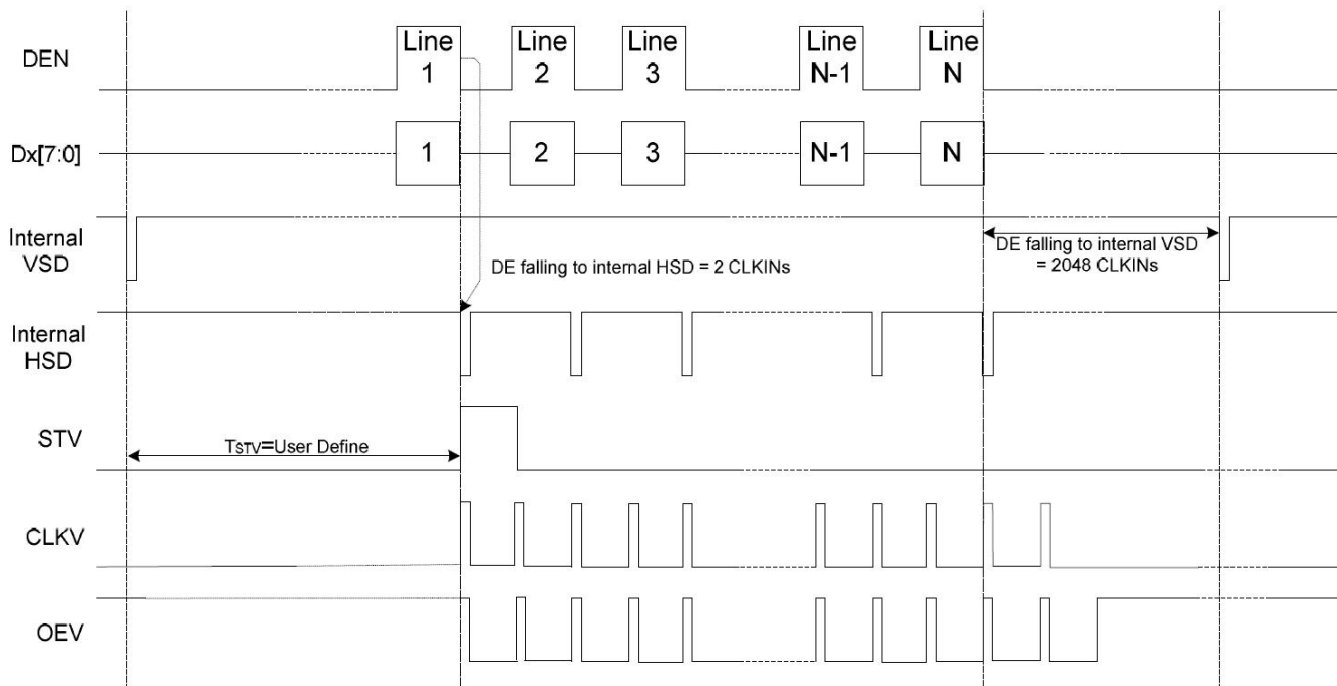 DEN
Line
1
Line
2
Line
3
Line
N-1
Line
N
Dx[7:0]
1
2
3
N-1
N
Internal
VSD
DE falling to internal HSD = 2 CLKINs
DE falling to internal VSD
= 2048 CLKINs
Internal
HSD
STV
TSTV=User Define
CLKV
OEV